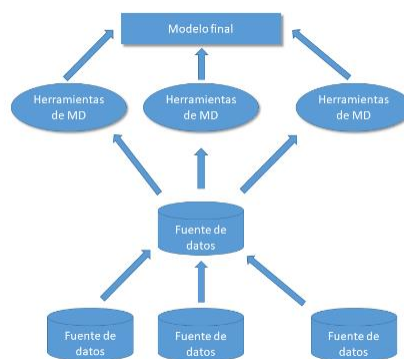 Modelo final
Herramientas
de MD
Herramientas
de MD
Herramientas
de MD
Fuente de
datos
Fuente de
datos
Fuente de
datos
Fuente de
datos